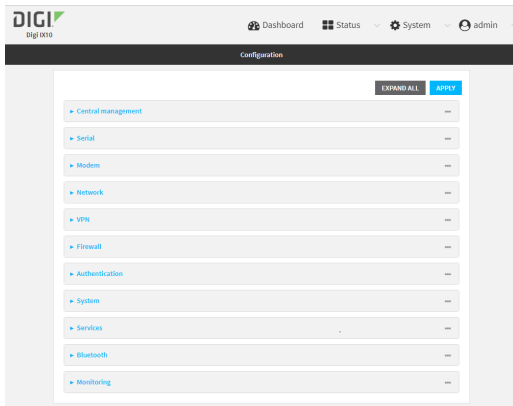 DIGI
Digi IX10
Dashboard Status System admin
Configuration
EXPAND ALL APPLY
Central management
Serial
Modem
Network
VPN
Firewall
Authentication
System
Services
Bluetooth
Monitoring